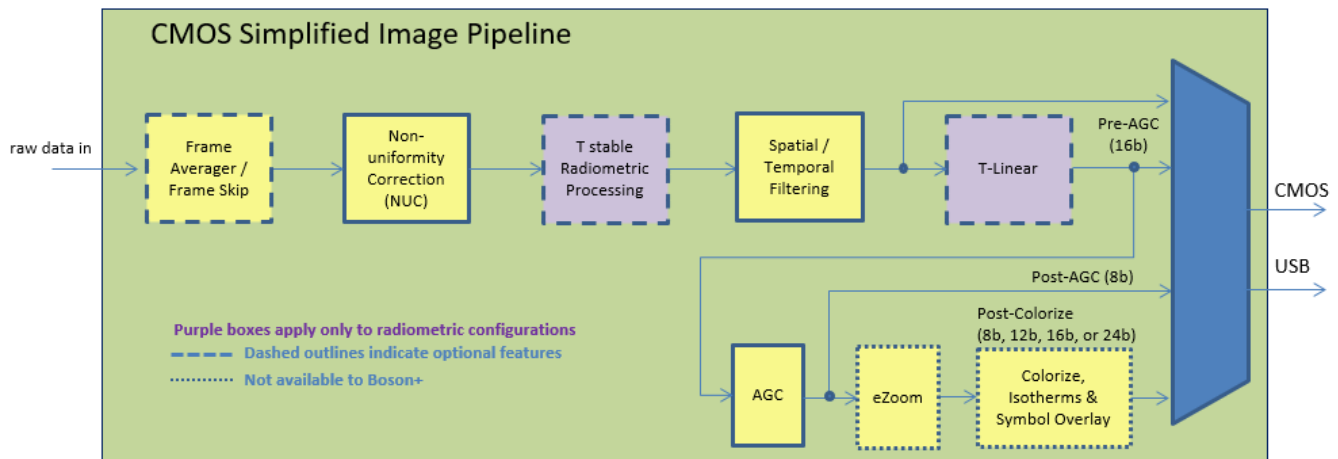 CMOS Simplified Image Pipeline
raw data in
Frame
Averager /
Frame Skip
Non-
uniformity
Correction
(NUC)
T stable
Radiometric
Processing
Spatial /
Temporal
Filtering
T-Linear
Pre-AGC
(16b)
CMOS
USB
Post-AGC (8b)
Post-Colorize
(8b, 12b, 16b, or 24b)
AGC
eZoom
Colorize,
Isotherms &
Symbol Overlay
Purple boxes apply only to radiometric configurations
Dashed outlines indicate optional features
Not available to Boson+